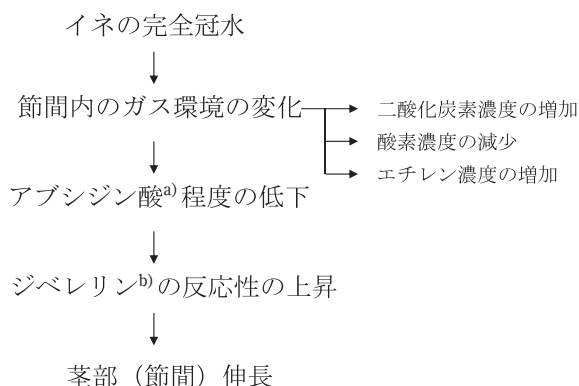 イネの完全冠水
節間内のガス環境の変化
二酸化炭素濃度の増加
酸素濃度の減少
エチレン濃度の増加
アブシジン酸a)程度の低下
ジベレリンb)の反応性の上昇
茎部（節間）伸長